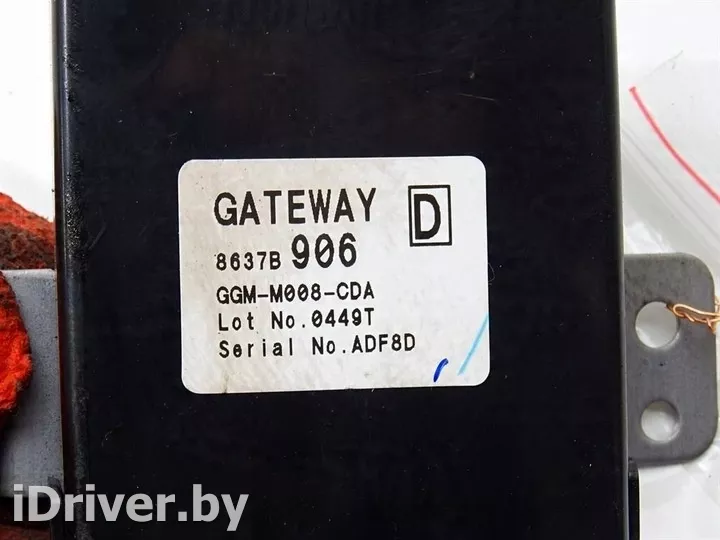 GATEWAY D
8637B 906
GGM-M008-CDA
Lot No.0449T
Serial No.ADF8D
iDriver.by